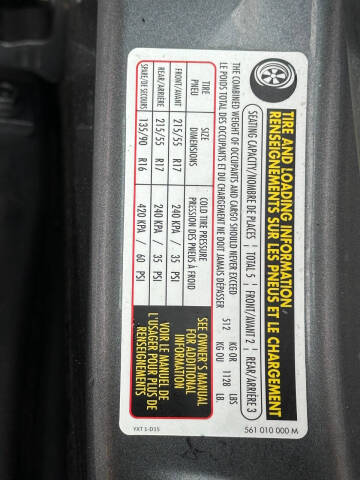 TIRE AND LOADING INFORMATION
RENSEIGNEMENTS SUR LES PNEUS ET LE CHARGEMENT
SEATING CAPACITY/NOMBRE DE PLACES | TOTAL 5 | FRONT/AVANT 2 | REAR/ARRIÈRE 3
THE COMBINED WEIGHT OF OCCUPANTS AND CARGO SHOULD NEVER EXCEED 512 KG OR 1128 LBS
LE POIDS TOTAL DES OCCUPANTS ET DU CHARGEMENT NE DOIT JAMAIS DÉPASSER KG OU LB.
TIRE SIZE COLD TIRE PRESSURE
PNEU DIMENSIONS PRESSION DES PNEUS À FROID
FRONT/AVANT 215/55 R17 240 KPA / 35 PSI
REAR/ARRIÈRE 215/55 R17 240 KPA / 35 PSI
SPARE/DE SECOURS 135/90 R16 420 KPA / 60 PSI
SEE OWNER'S MANUAL
FOR ADDITIONAL
INFORMATION
VOIR LE MANUEL DE
L'USAGER POUR PLUS DE
RENSEIGNEMENTS
561 010 000 M
YXT 1-D35